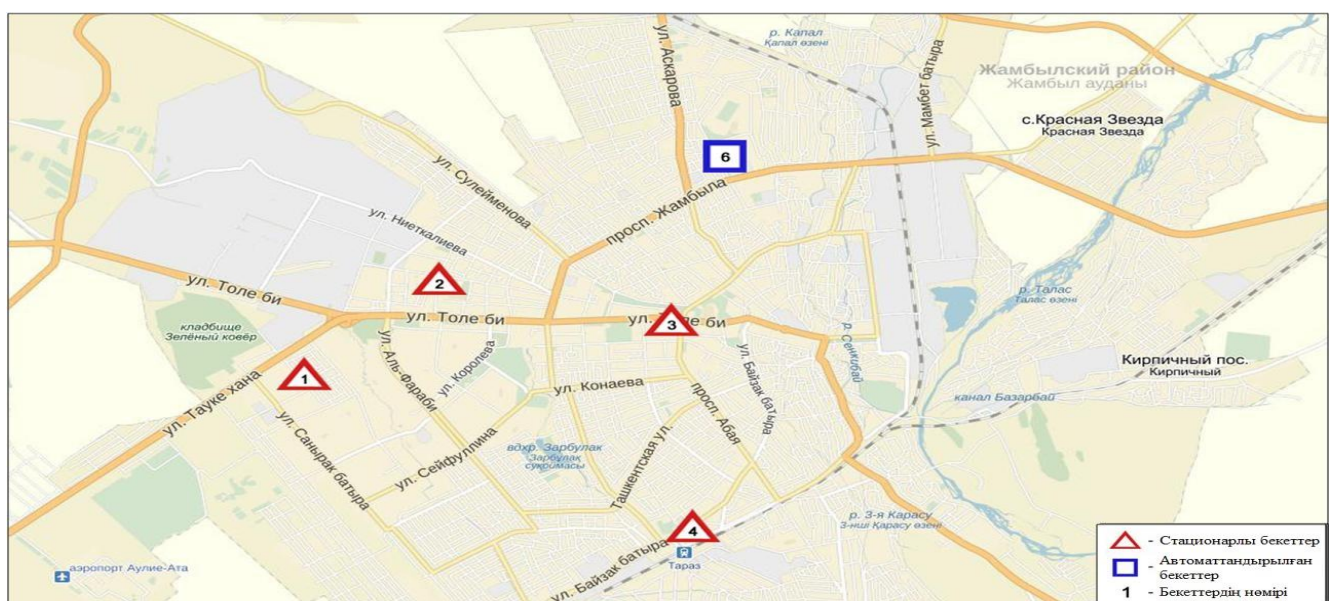 р. Капал
Қапал өзені
ул. Аскарова
ул. Мамбет батыра
Жамбылский район
Жамбыл ауданы
с.Красная Звезда
Красная Звезда
6
ул. Сулейменова
просп. Жамбыла
ул. Ниеткалиева
2
ул. Толе би
р. Талас
Талас өзені
ул. Толе би
ул. Толе би
3
кладбище
Зелёный ковёр
р. Сенкибай
ул. Королева
ул. Аль-Фараби
ул. Байзак батыра
Кирпичный пос.
Кирпичный
1
ул. Конаева
канал Базарбай
ул. Тауке хана
просп. Абая
ул. Санырак батыра
ул. Сейфуллина
вдхр. Зарбулак
Зарбұлақ
суқоймасы
Ташкентская ул.
4
р. 3-я Карасу
3-нші Қарасу өзені
аэропорт Аулие-Ата
Тараз
ул. Байзак батыра
- Стационарлы бекеттер
- Автоматтандырылған
бекеттер
1 - Бекеттердің нөмірі